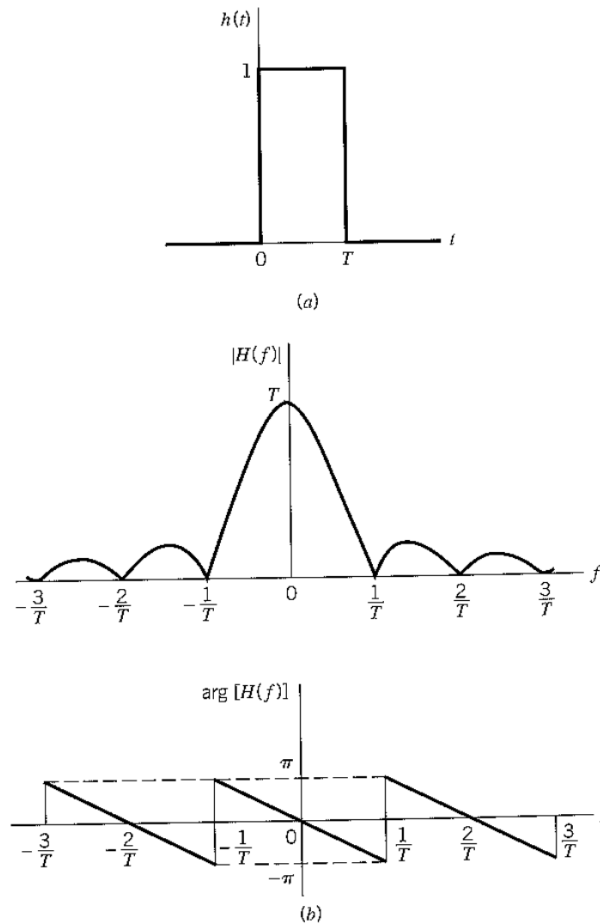 h(t)
1
0 T t
(a)
|H(f)|
T
-3/T -2/T -1/T 0 1/T 2/T 3/T f
arg [H(f)]
π
-3/T -2/T -1/T 0 1/T 2/T 3/T
-π
(b)